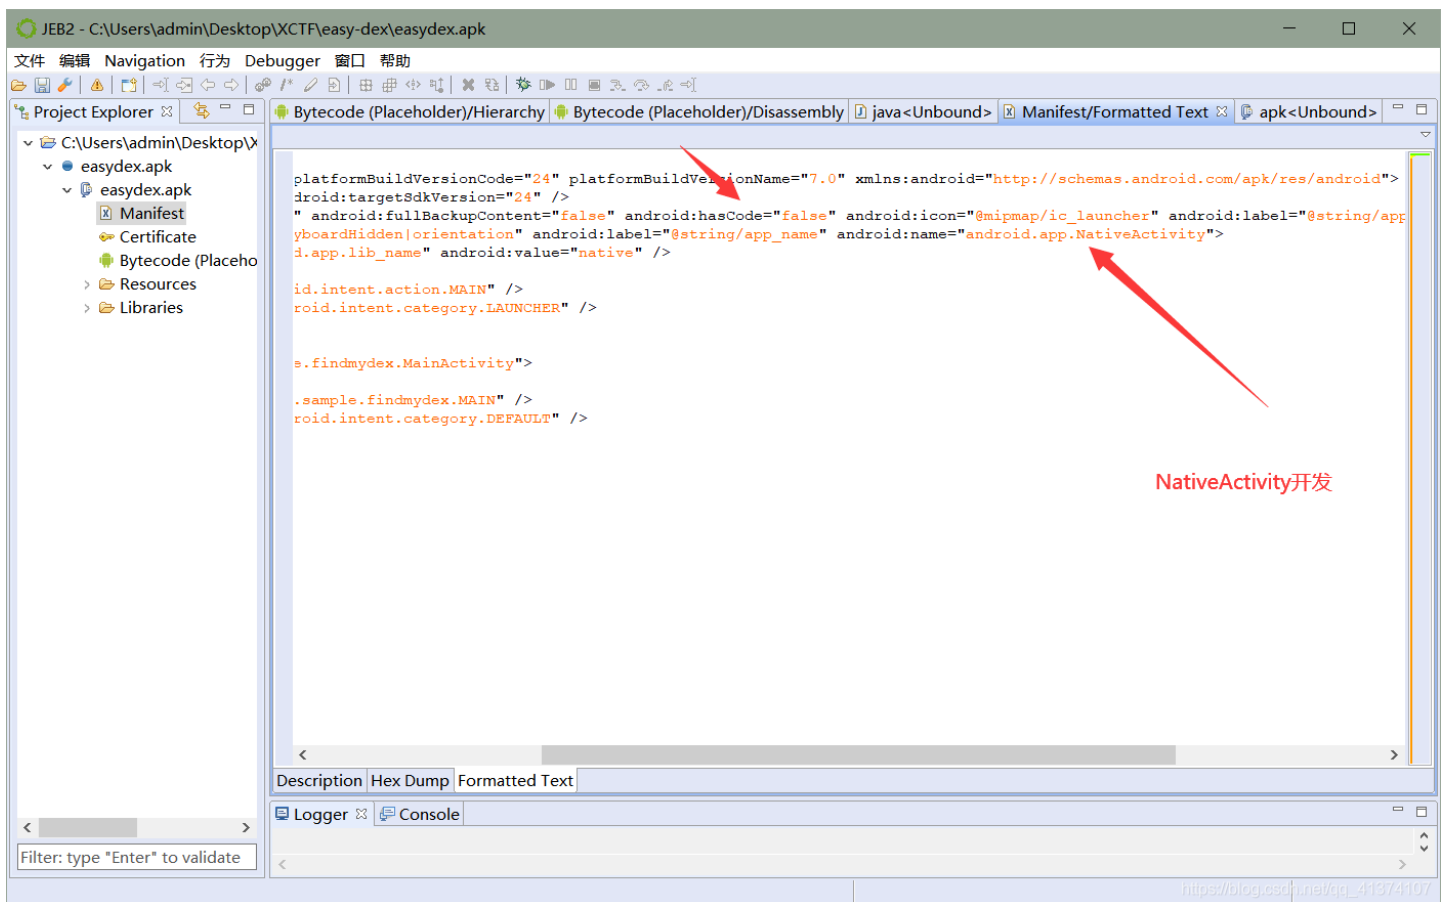 JEB2 - C:\Users\admin\Desktop\XCTF\easy-dex\easydex.apk
文件 编辑 Navigation 行为 Debugger 窗口 帮助
Project Explorer
Bytecode (Placeholder)/Hierarchy Bytecode (Placeholder)/Disassembly java<Unbound> Manifest/Formatted Text apk<Unbound>
C:\Users\admin\Desktop\X
easydex.apk
easydex.apk
Manifest
Certificate
Bytecode (Placeho
Resources
Libraries
platformBuildVersionCode="24" platformBuildVersionName="7.0" xmlns:android="http://schemas.android.com/apk/res/android">
droid:targetSdkVersion="24" />
" android:fullBackupContent="false" android:hasCode="false" android:icon="@mipmap/ic_launcher" android:label="@string/app
yboardHidden|orientation" android:label="@string/app_name" android:name="android.app.NativeActivity">
d.app.lib_name" android:value="native" />
id.intent.action.MAIN" />
roid.intent.category.LAUNCHER" />
e.findmydex.MainActivity">
.sample.findmydex.MAIN" />
roid.intent.category.DEFAULT" />
NativeActivity开发
Description Hex Dump Formatted Text
Logger Console
Filter: type "Enter" to validate
https://blog.csdn.net/qq_41374107